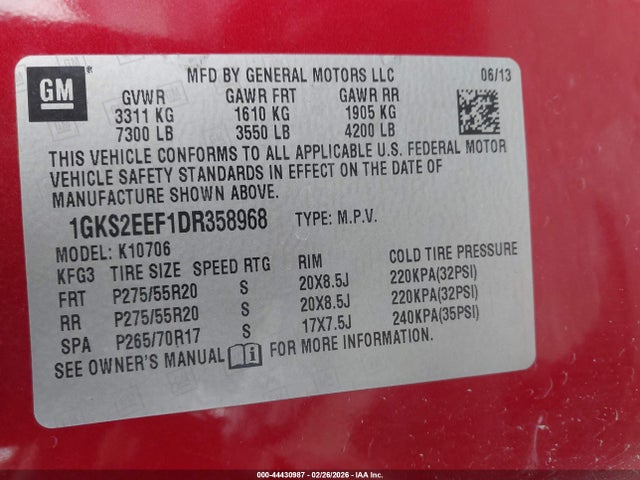 GM
MFD BY GENERAL MOTORS LLC 06/13
GVWR GAWR FRT GAWR RR
3311 KG 1610 KG 1905 KG
7300 LB 3550 LB 4200 LB
THIS VEHICLE CONFORMS TO ALL APPLICABLE U.S. FEDERAL MOTOR
VEHICLE SAFETY STANDARDS IN EFFECT ON THE DATE OF
MANUFACTURE SHOWN ABOVE.
1GKS2EEF1DR358968 TYPE: M.P.V.
MODEL: K10706
KFG3 TIRE SIZE SPEED RTG RIM COLD TIRE PRESSURE
FRT P275/55R20 S 20X8.5J 220KPA(32PSI)
RR P275/55R20 S 20X8.5J 220KPA(32PSI)
SPA P265/70R17 S 17X7.5J 240KPA(35PSI)
SEE OWNER'S MANUAL FOR MORE INFORMATION.
000-44430987 - 02/26/2026 - IAA Inc.